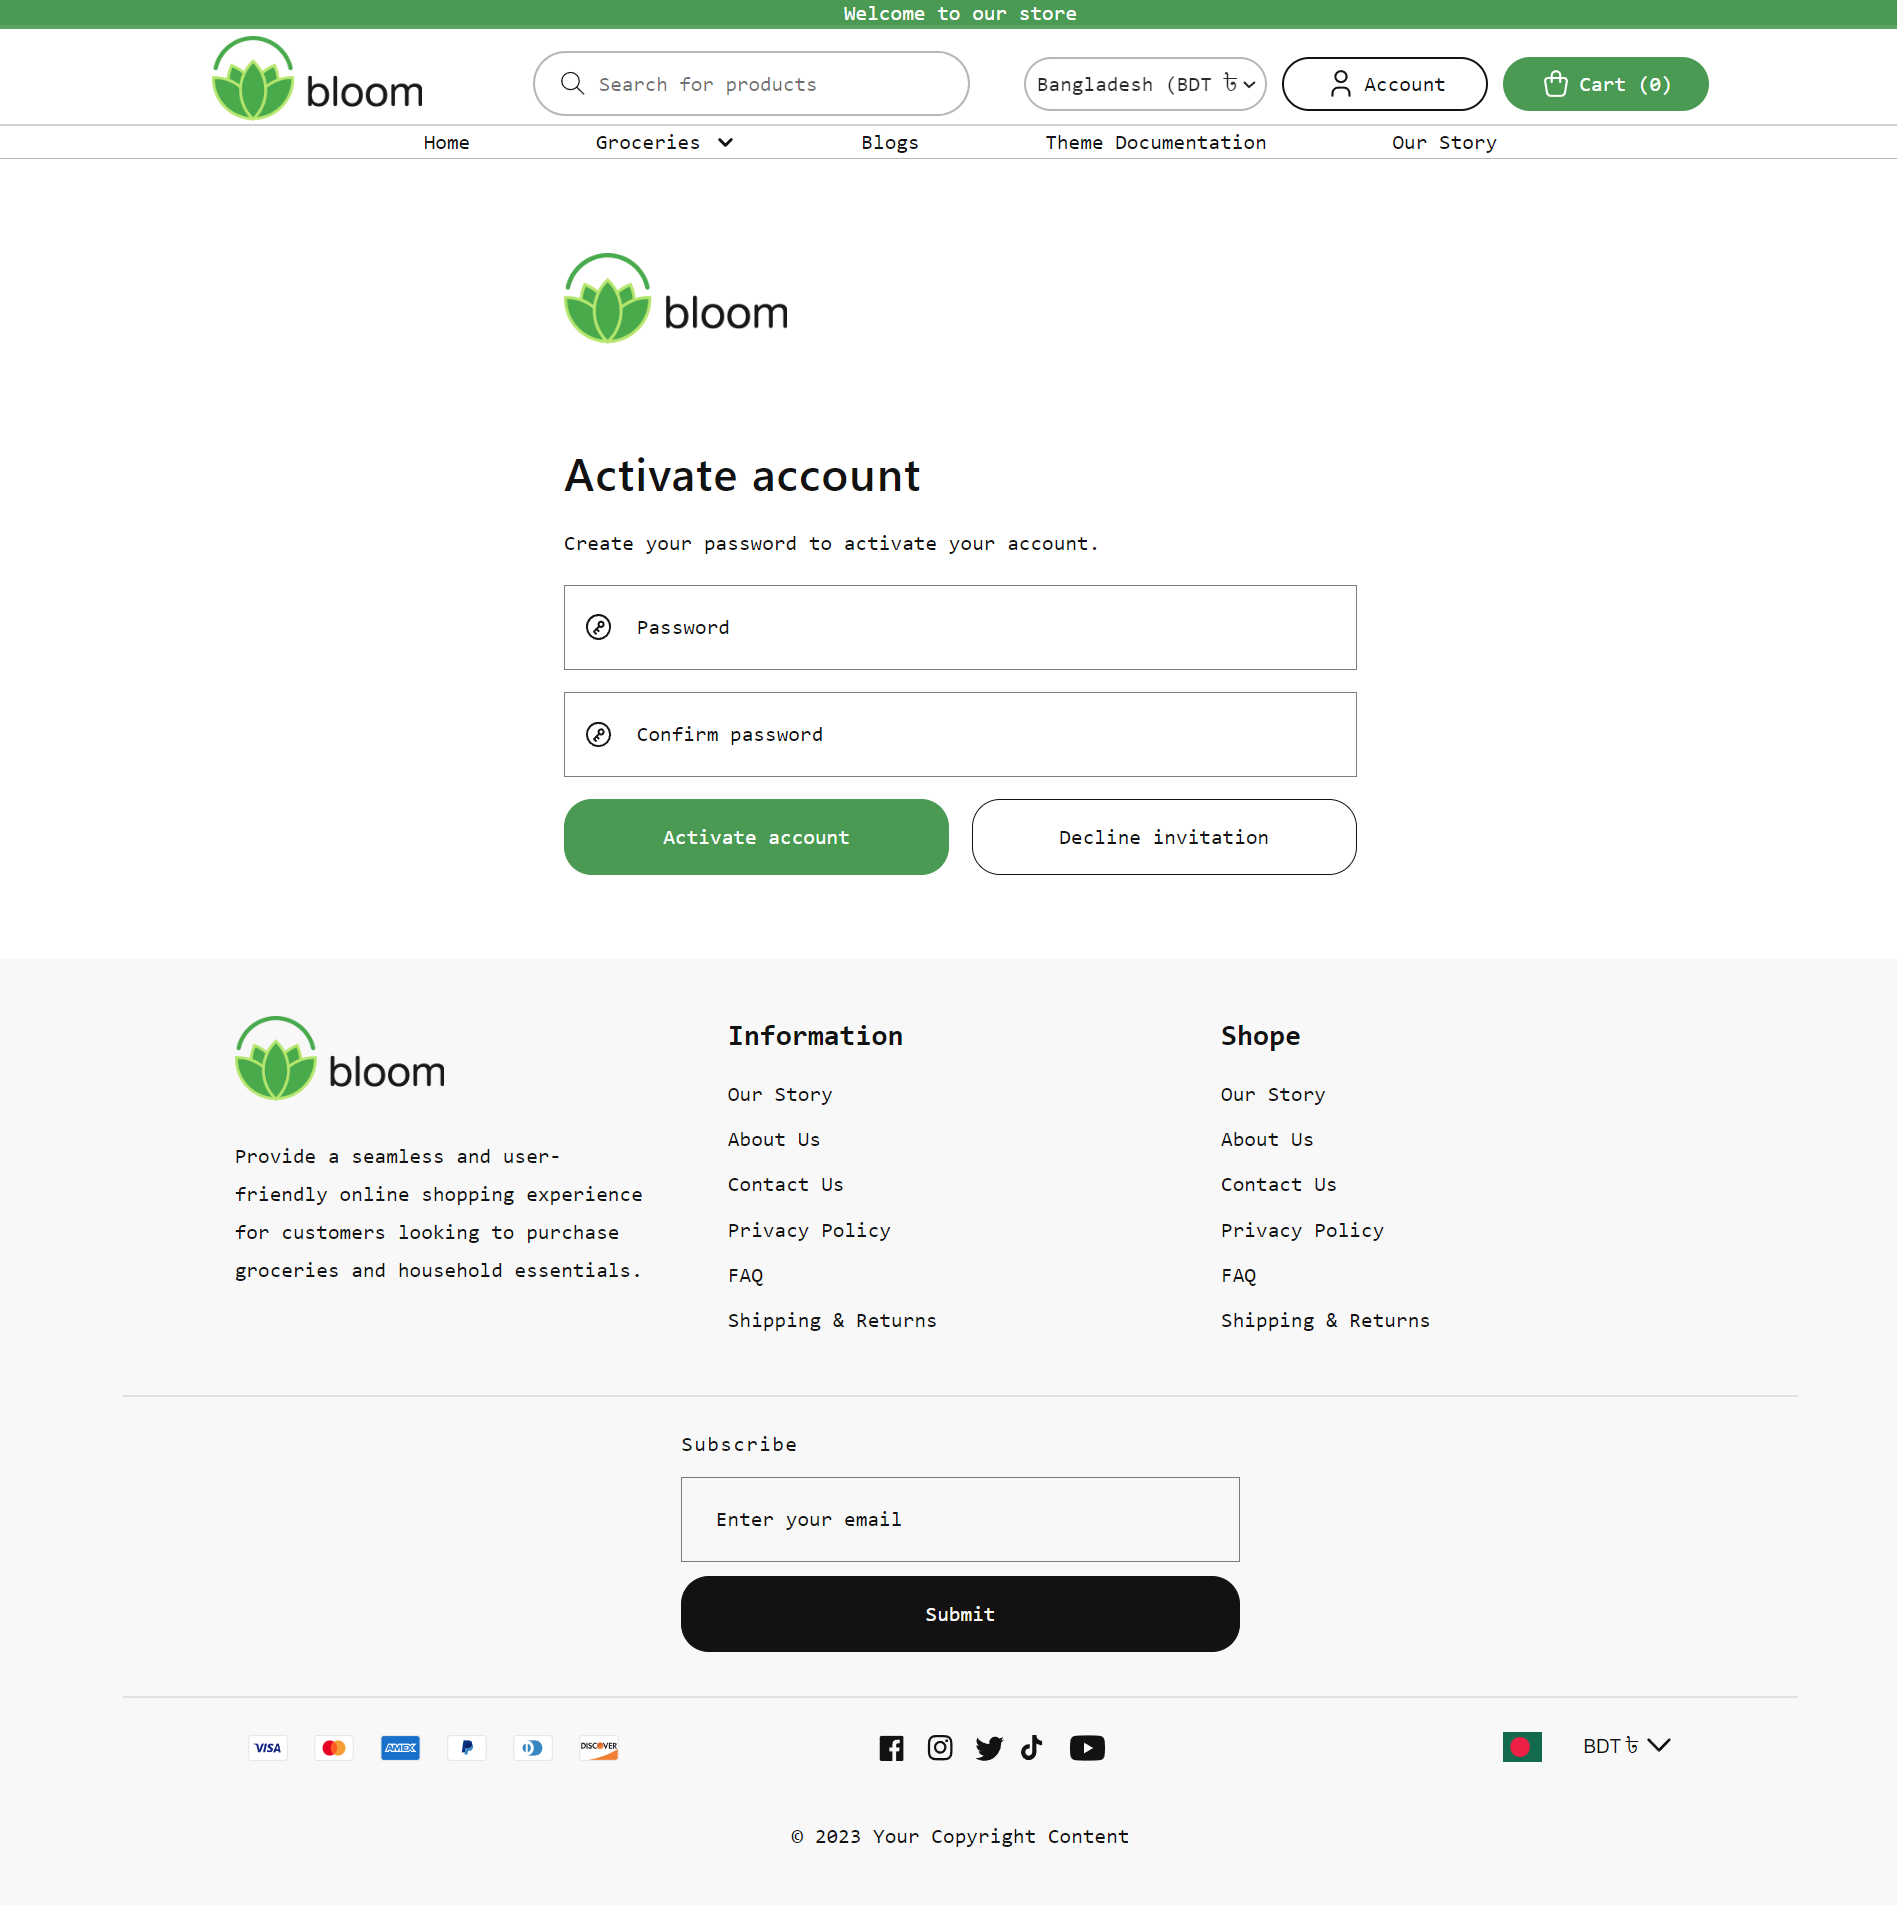 Welcome to our store
bloom
Search for products
Bangladesh (BDT ৳
Account
Cart (0)
Home
Groceries
Blogs
Theme Documentation
Our Story
bloom
Activate account
Create your password to activate your account.
Password
Confirm password
Activate account
Decline invitation
bloom
Provide a seamless and user-
friendly online shopping experience
for customers looking to purchase
groceries and household essentials.
Information
Our Story
About Us
Contact Us
Privacy Policy
FAQ
Shipping & Returns
Shope
Our Story
About Us
Contact Us
Privacy Policy
FAQ
Shipping & Returns
Subscribe
Enter your email
Submit
VISA
AMEX
DISCOVER
BDT ৳
© 2023 Your Copyright Content